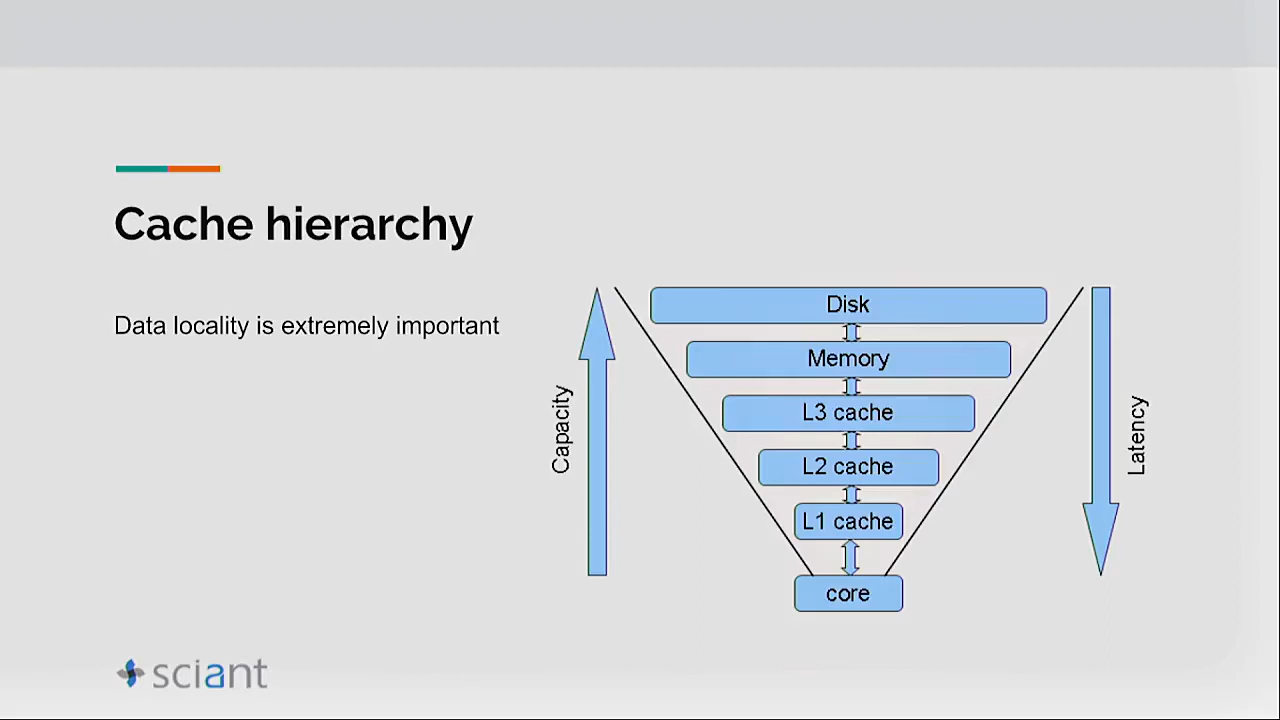 Cache hierarchy
Data locality is extremely important
Capacity
Disk
Memory
L3 cache
L2 cache
L1 cache
core
Latency
sciant